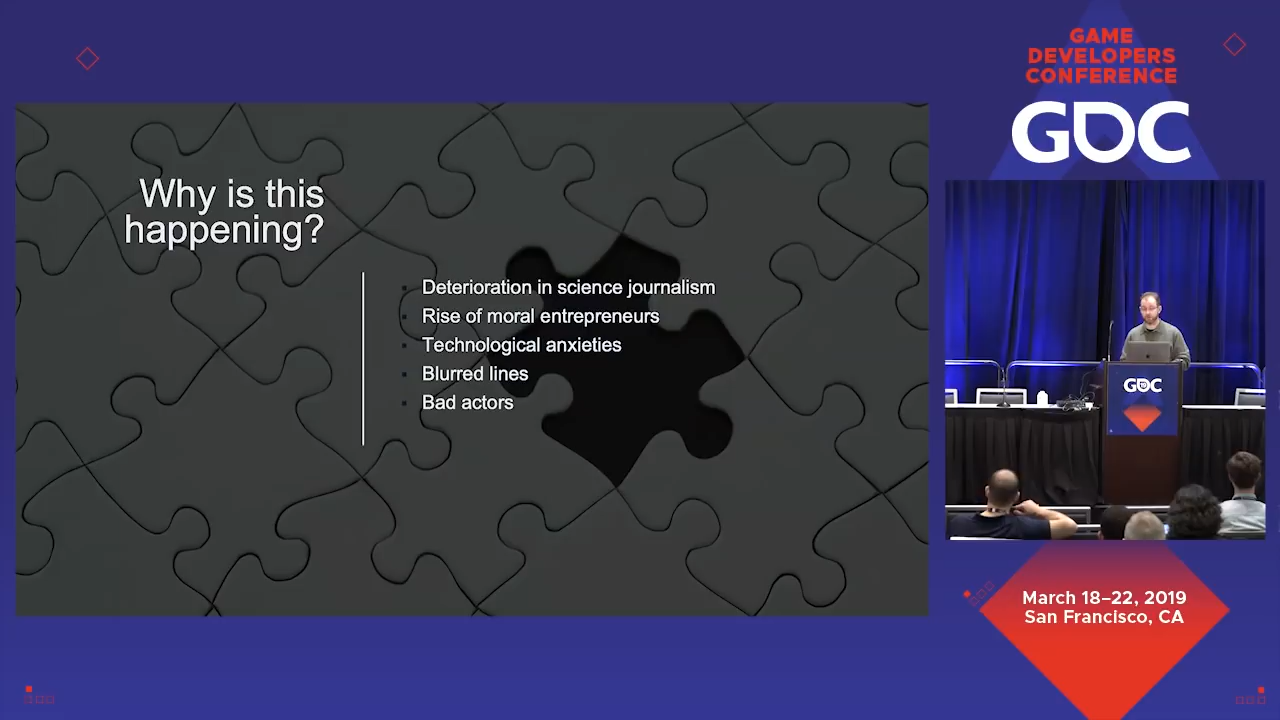 Why is this
happening?
Deterioration in science journalism
Rise of moral entrepreneurs
Technological anxieties
Blurred lines
Bad actors
GAME
DEVELOPERS
CONFERENCE
GDC
GDC
March 18–22, 2019
San Francisco, CA